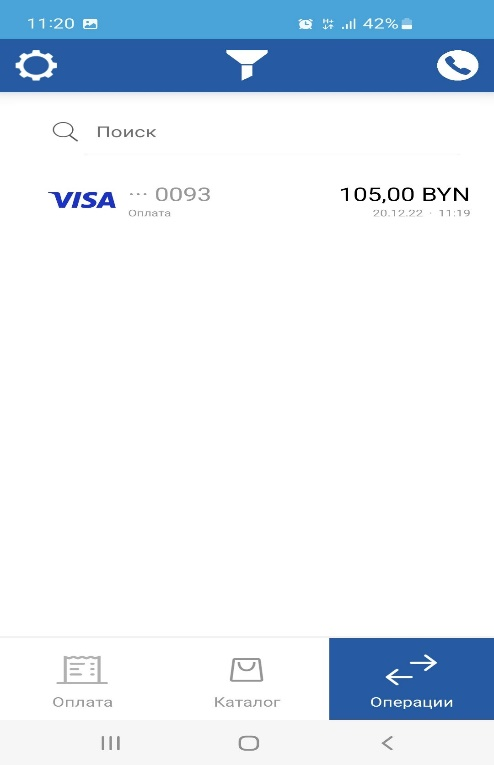 11:20 42%
Поиск
VISA ··· 0093 105,00 BYN
Оплата 20.12.22 · 11:19
Оплата Каталог Операции